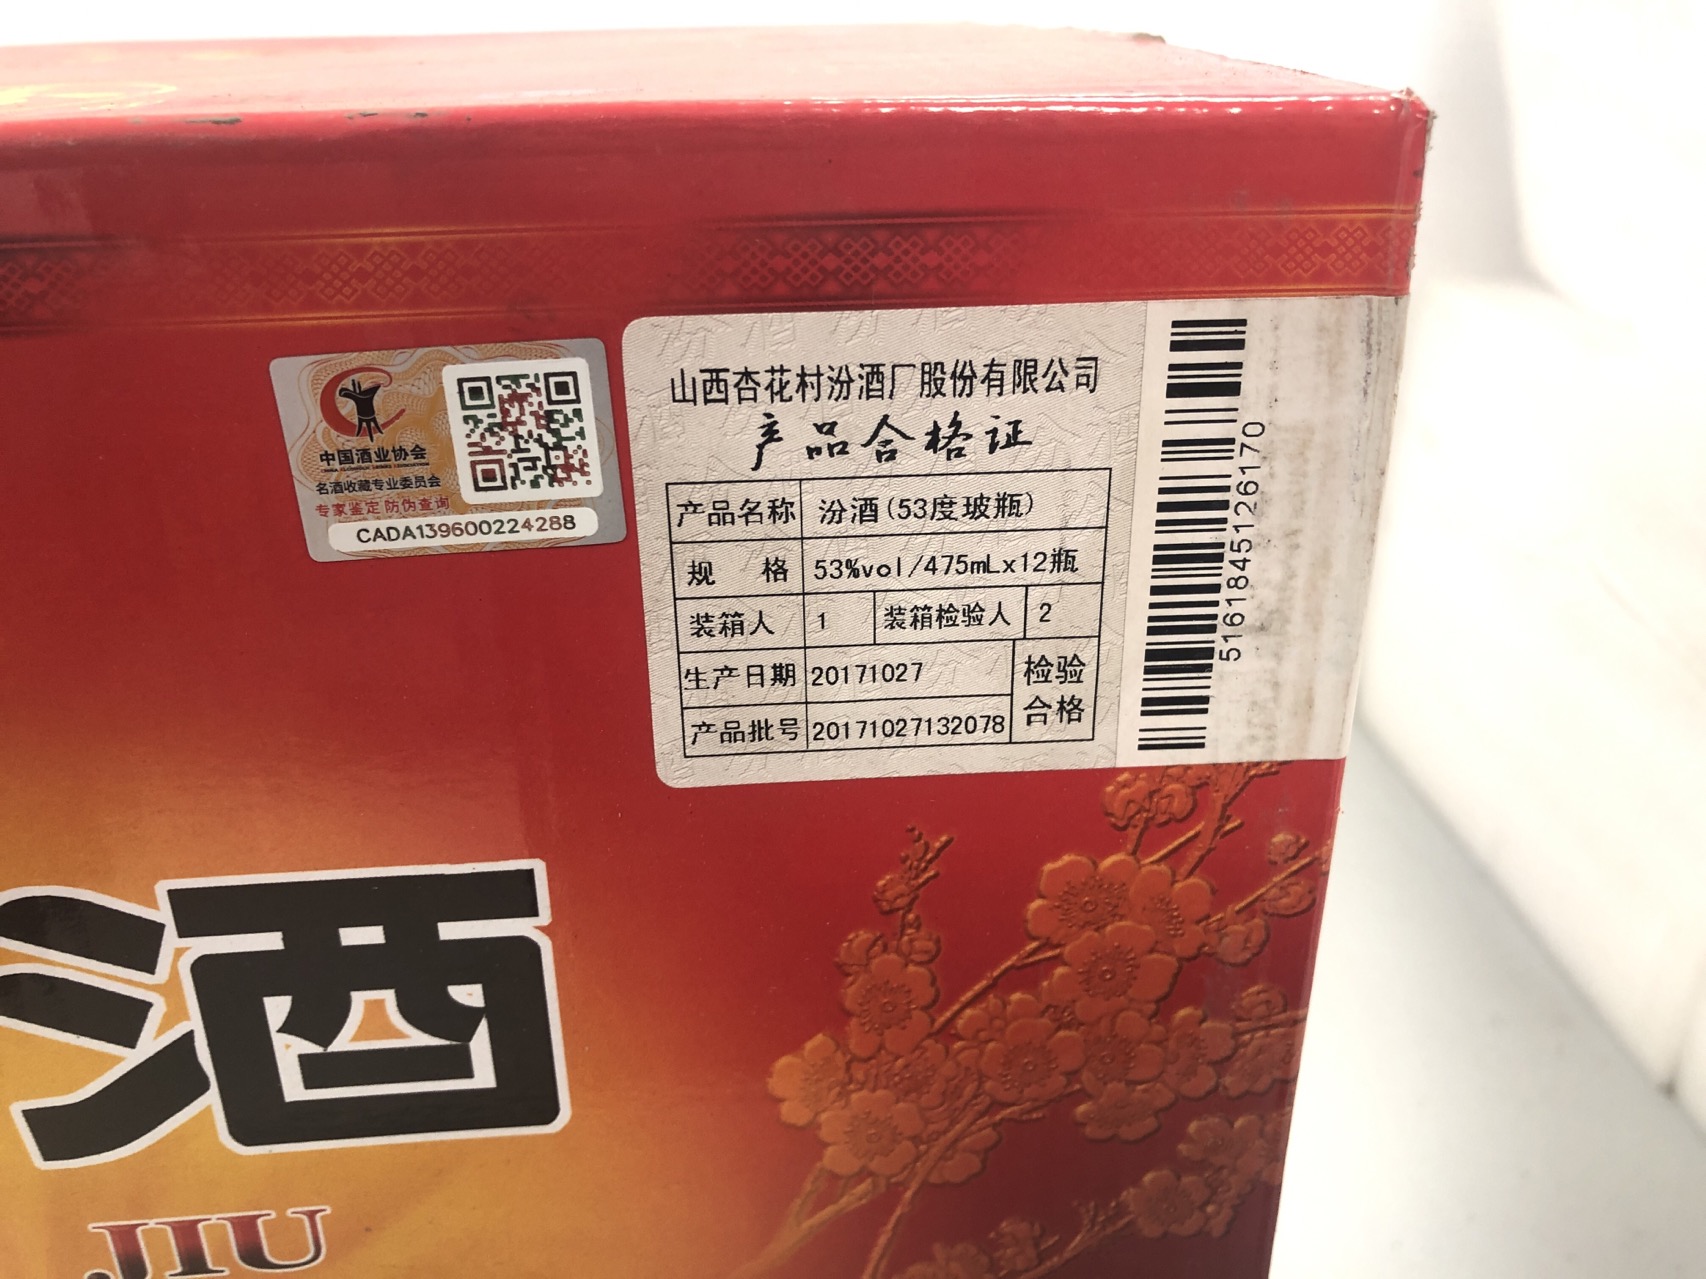 中国酒业协会
名酒收藏专业委员会
专家鉴定 防伪查询
CADA139600224288
山西杏花村汾酒厂股份有限公司
产品合格证
产品名称 汾酒(53度玻瓶)
规 格 53%vol/475mLx12瓶
装箱人 1 装箱检验人 2
生产日期 20171027 检验
产品批号 20171027132078 合格
516184512​6170
酒
JIU